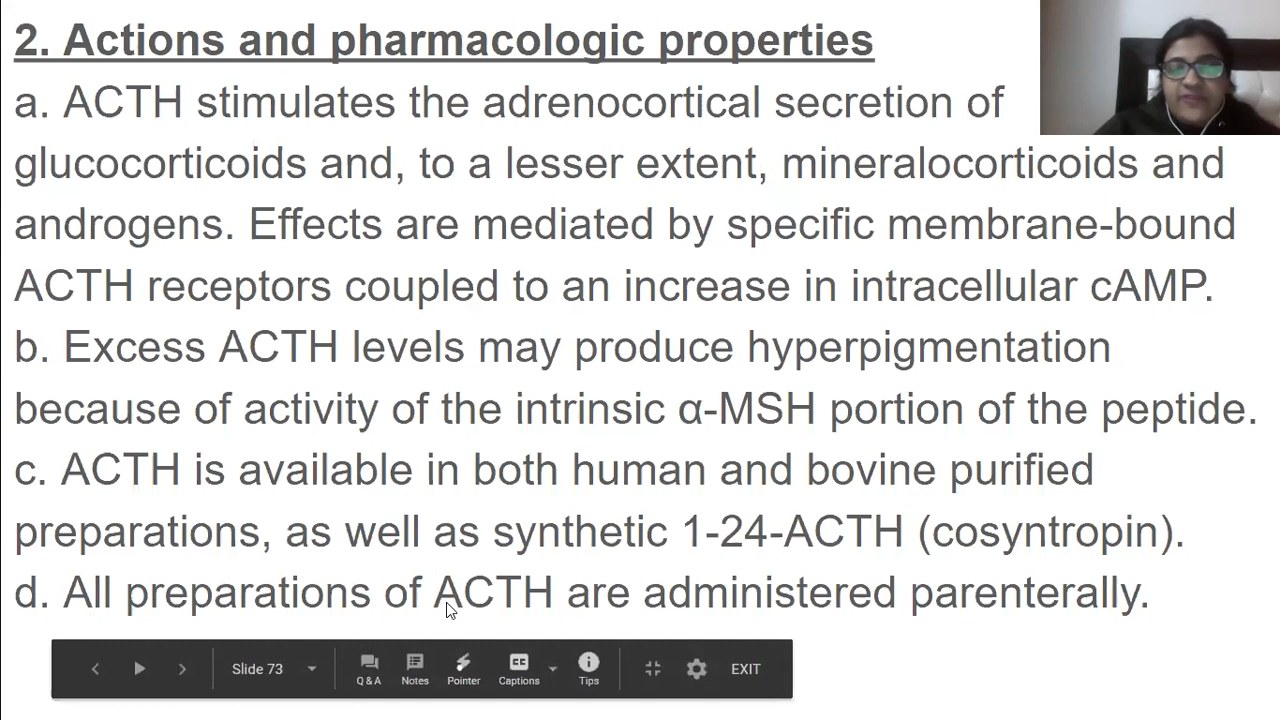 2. Actions and pharmacologic properties
a. ACTH stimulates the adrenocortical secretion of
glucocorticoids and, to a lesser extent, mineralocorticoids and
androgens. Effects are mediated by specific membrane-bound
ACTH receptors coupled to an increase in intracellular cAMP.
b. Excess ACTH levels may produce hyperpigmentation
because of activity of the intrinsic α-MSH portion of the peptide.
c. ACTH is available in both human and bovine purified
preparations, as well as synthetic 1-24-ACTH (cosyntropin).
d. All preparations of ACTH are administered parenterally.
Slide 73 Q & A Notes Pointer CC Captions Tips EXIT